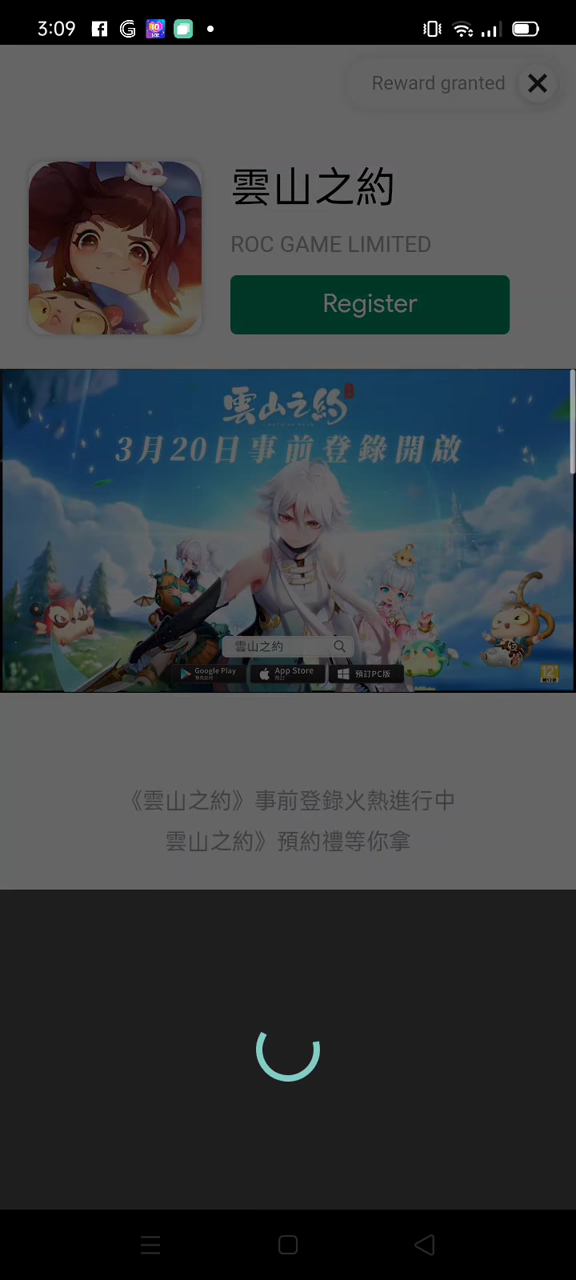 3:09
Reward granted
雲山之約
ROC GAME LIMITED
Register
雲山之約
3月20日事前登錄開啟
雲山之約
Google Play
App Store
預訂PC版
12+
《雲山之約》事前登錄火熱進行中
雲山之約》預約禮等你拿